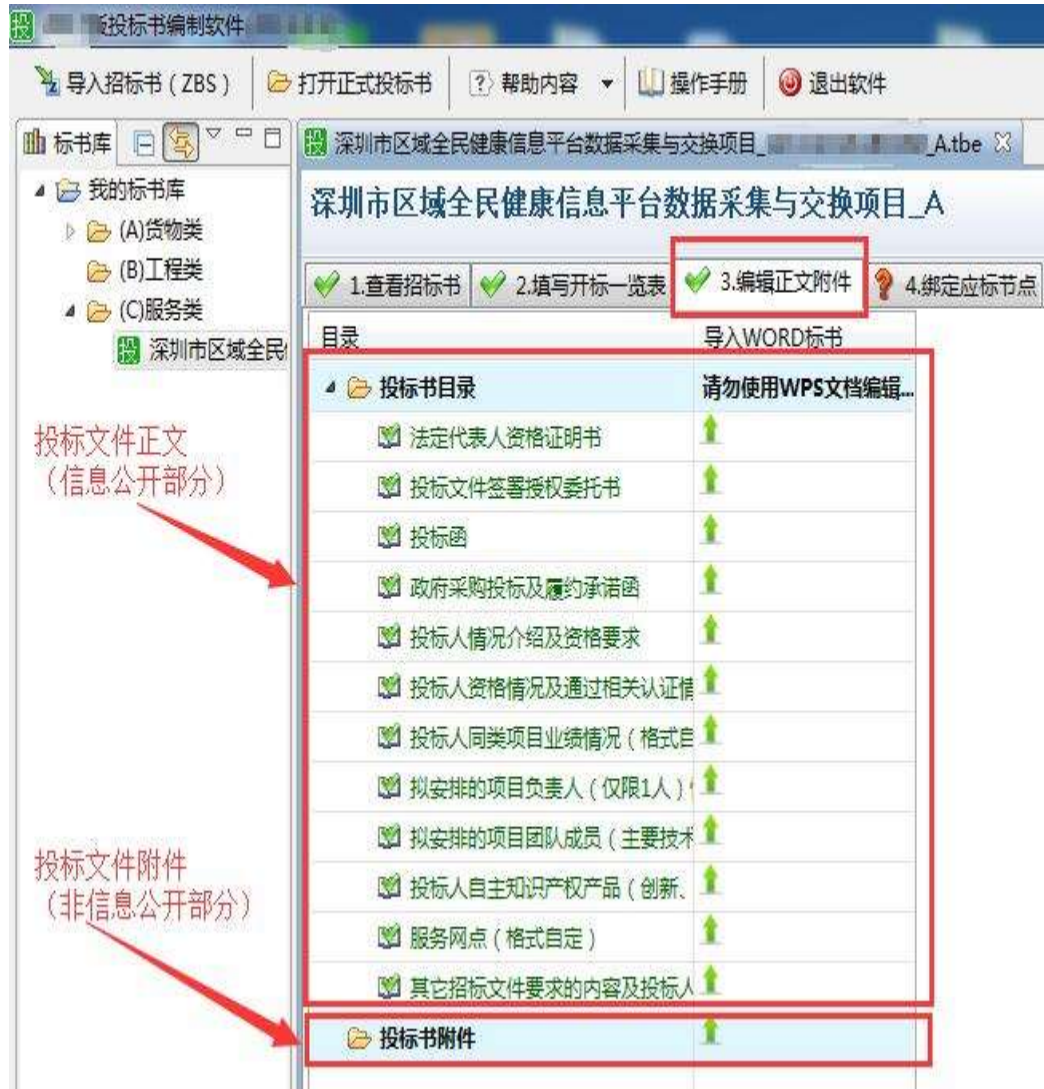 版投标书编制软件
导入招标书（ZBS） 打开正式投标书 帮助内容 操作手册 退出软件
标书库
我的标书库
(A)货物类
(B)工程类
(C)服务类
深圳市区域全民
深圳市区域全民健康信息平台数据采集与交换项目_ _A.tbe
深圳市区域全民健康信息平台数据采集与交换项目_A
1.查看招标书 2.填写开标一览表 3.编辑正文附件 4.绑定应标节点
目录 导入WORD标书
投标书目录 请勿使用WPS文档编辑...
法定代表人资格证明书
投标文件签署授权委托书
投标函
政府采购投标及履约承诺函
投标人情况介绍及资格要求
投标人资格情况及通过相关认证情
投标人同类项目业绩情况（格式自
拟安排的项目负责人（仅限1人）
拟安排的项目团队成员（主要技术
投标人自主知识产权产品（创新、
服务网点（格式自定）
其它招标文件要求的内容及投标人
投标书附件
投标文件正文
（信息公开部分）
投标文件附件
（非信息公开部分）